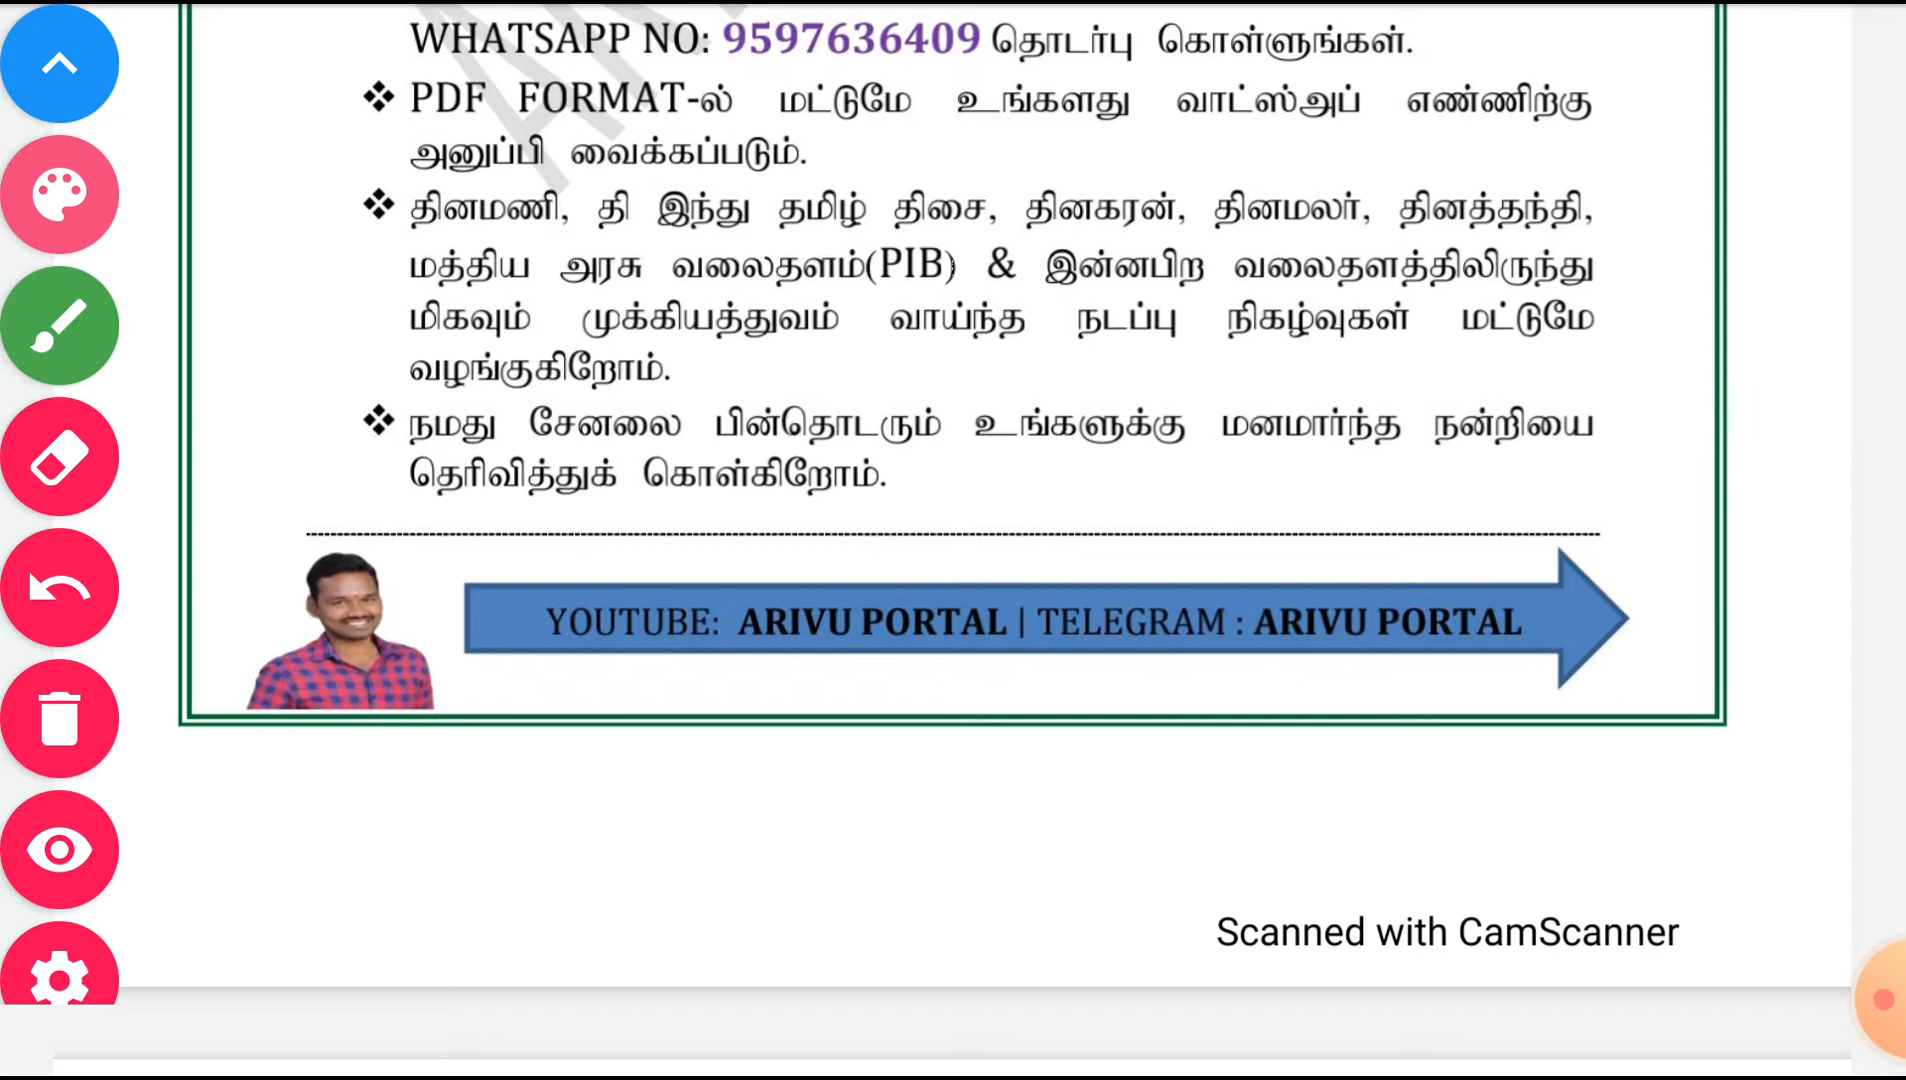 WHATSAPP NO: 9597636409 தொடர்பு கொள்ளுங்கள்.
❖ PDF FORMAT-ல் மட்டுமே உங்களது வாட்ஸ்அப் எண்ணிற்கு
அனுப்பி வைக்கப்படும்.
❖ தினமணி, தி இந்து தமிழ் திசை, தினகரன், தினமலர், தினத்தந்தி,
மத்திய அரசு வலைதளம்(PIB) & இன்னபிற வலைதளத்திலிருந்து
மிகவும் முக்கியத்துவம் வாய்ந்த நடப்பு நிகழ்வுகள் மட்டுமே
வழங்குகிறோம்.
❖ நமது சேனலை பின்தொடரும் உங்களுக்கு மனமார்ந்த நன்றியை
தெரிவித்துக் கொள்கிறோம்.
YOUTUBE: ARIVU PORTAL | TELEGRAM : ARIVU PORTAL
Scanned with CamScanner